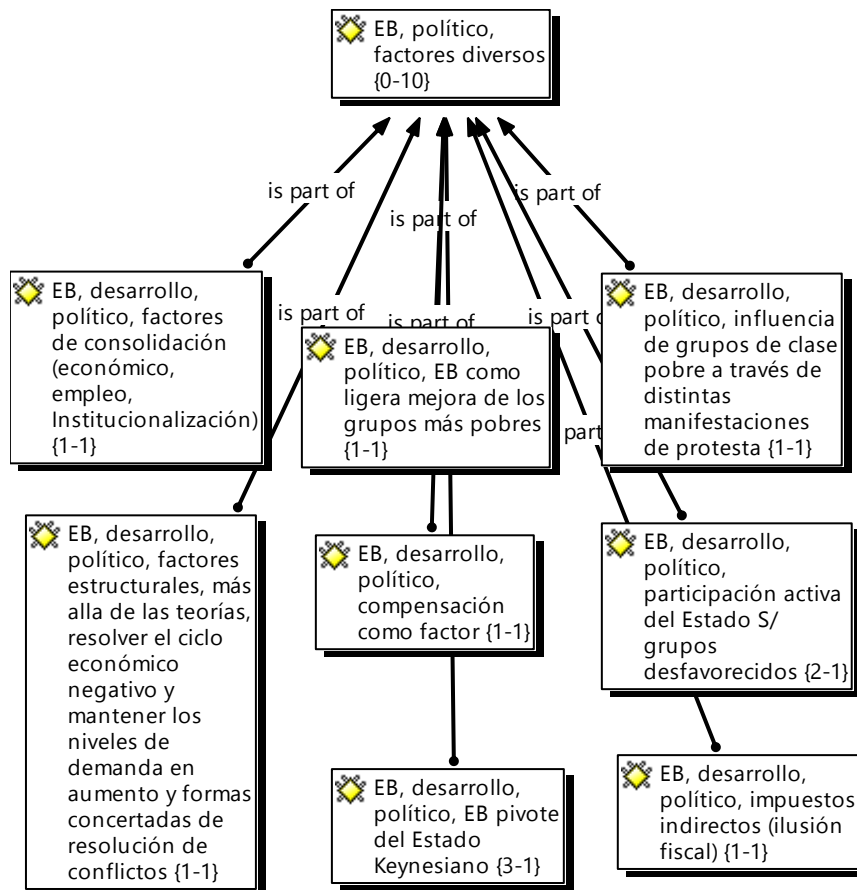 EB, político,
factores diversos
{0-10}
is part of
is part of
is part of
is part of
is part of
is part of
part
EB, desarrollo,
político, factores
de consolidación
(económico,
empleo,
Institucionalización)
{1-1}
EB, desarrollo,
político, EB como
ligera mejora de los
grupos más pobres
{1-1}
EB, desarrollo,
político, influencia
de grupos de clase
pobre a través de
distintas
manifestaciones
de protesta {1-1}
EB, desarrollo,
político, factores
estructurales, más
alla de las teorías,
resolver el ciclo
económico
negativo y
mantener los
niveles de
demanda en
aumento y formas
concertadas de
resolución de
conflictos {1-1}
EB, desarrollo,
político,
compensación
como factor {1-1}
EB, desarrollo,
político,
participación activa
del Estado S/
grupos
desfavorecidos {2-1}
EB, desarrollo,
político, EB pivote
del Estado
Keynesiano {3-1}
EB, desarrollo,
político, impuestos
indirectos (ilusión
fiscal) {1-1}